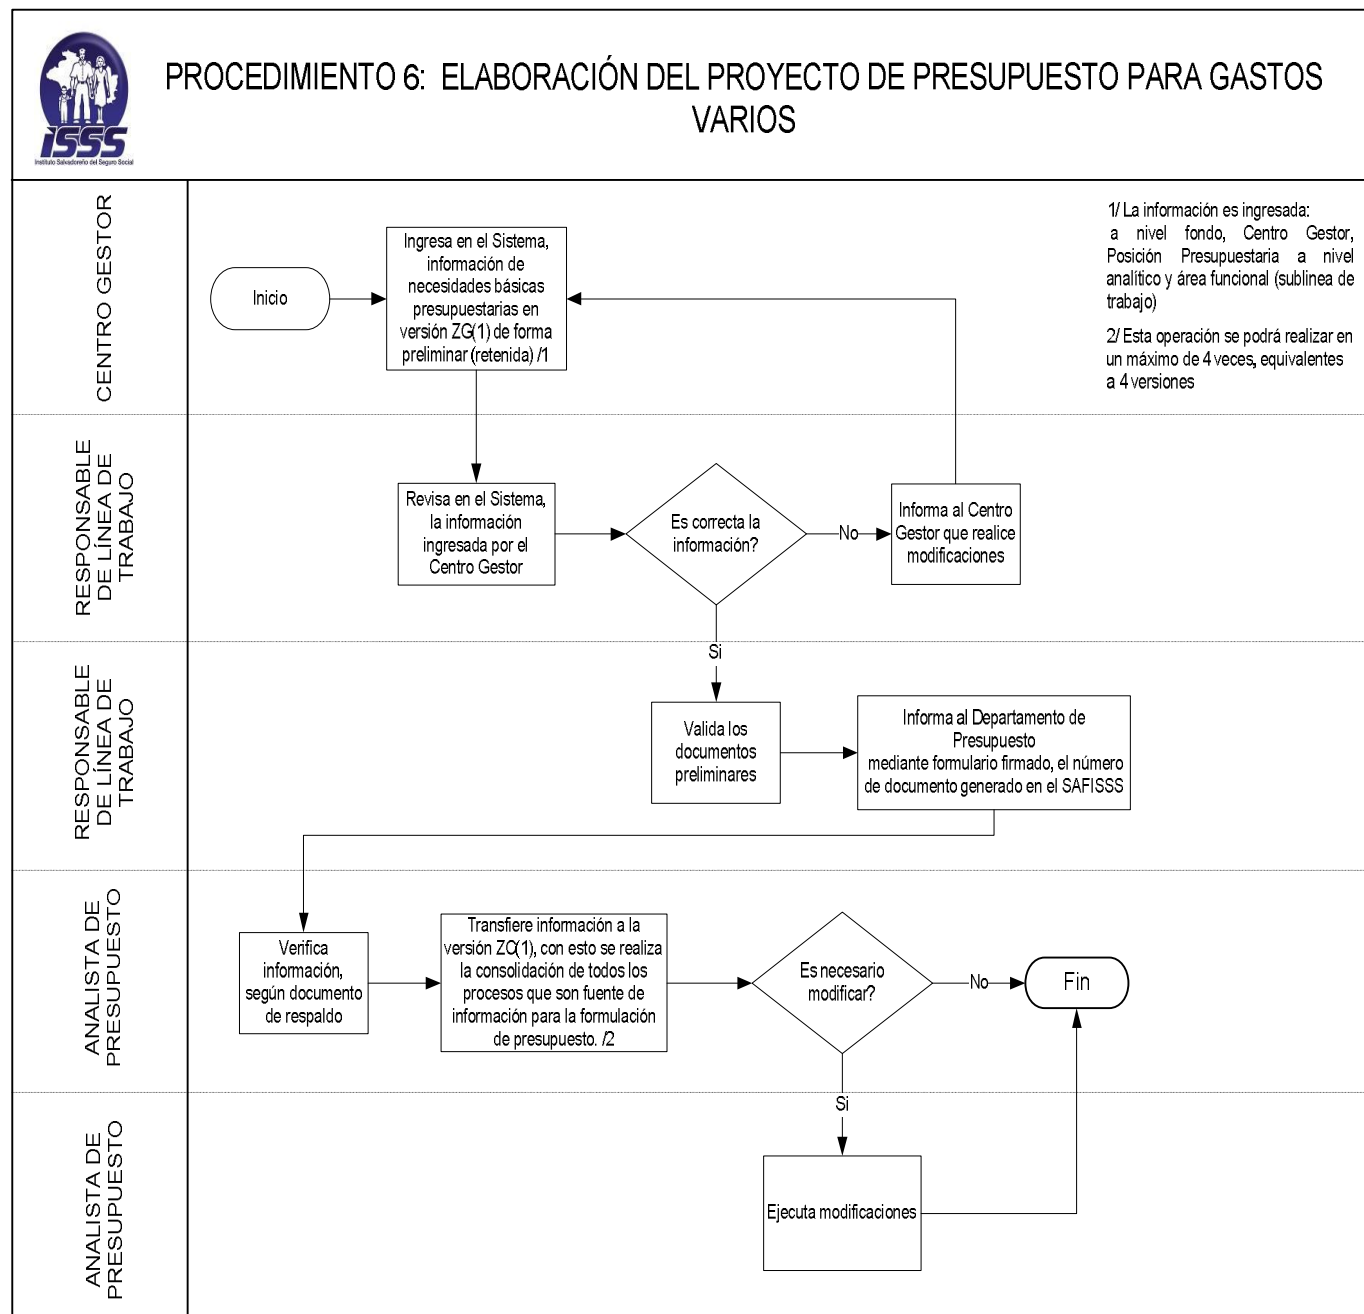 PROCEDIMIENTO 6: ELABORACIÓN DEL PROYECTO DE PRESUPUESTO PARA GASTOS
VARIOS
ISSS
Instituto Salvadoreño del Seguro Social
CENTRO GESTOR
Inicio
Ingresa en el Sistema,
información de
necesidades básicas
presupuestarias en
versión ZG(1) de forma
preliminar (retenida) /1
1/ La información es ingresada:
a nivel fondo, Centro Gestor,
Posición Presupuestaria a nivel
analítico y área funcional (sublinea de
trabajo)
2/ Esta operación se podrá realizar en
un máximo de 4 veces, equivalentes
a 4 versiones
RESPONSABLE
DE LÍNEA DE
TRABAJO
Revisa en el Sistema,
la información
ingresada por el
Centro Gestor
Es correcta la
información?
No
Informa al Centro
Gestor que realice
modificaciones
Si
RESPONSABLE
DE LÍNEA DE
TRABAJO
Valida los
documentos
preliminares
Informa al Departamento de
Presupuesto
mediante formulario firmado, el número
de documento generado en el SAFISSS
ANALISTA DE
PRESUPUESTO
Verifica
información,
según documento
de respaldo
Transfiere información a la
versión ZC(1), con esto se realiza
la consolidación de todos los
procesos que son fuente de
información para la formulación
de presupuesto. /2
Es necesario
modificar?
No
Fin
Si
ANALISTA DE
PRESUPUESTO
Ejecuta modificaciones